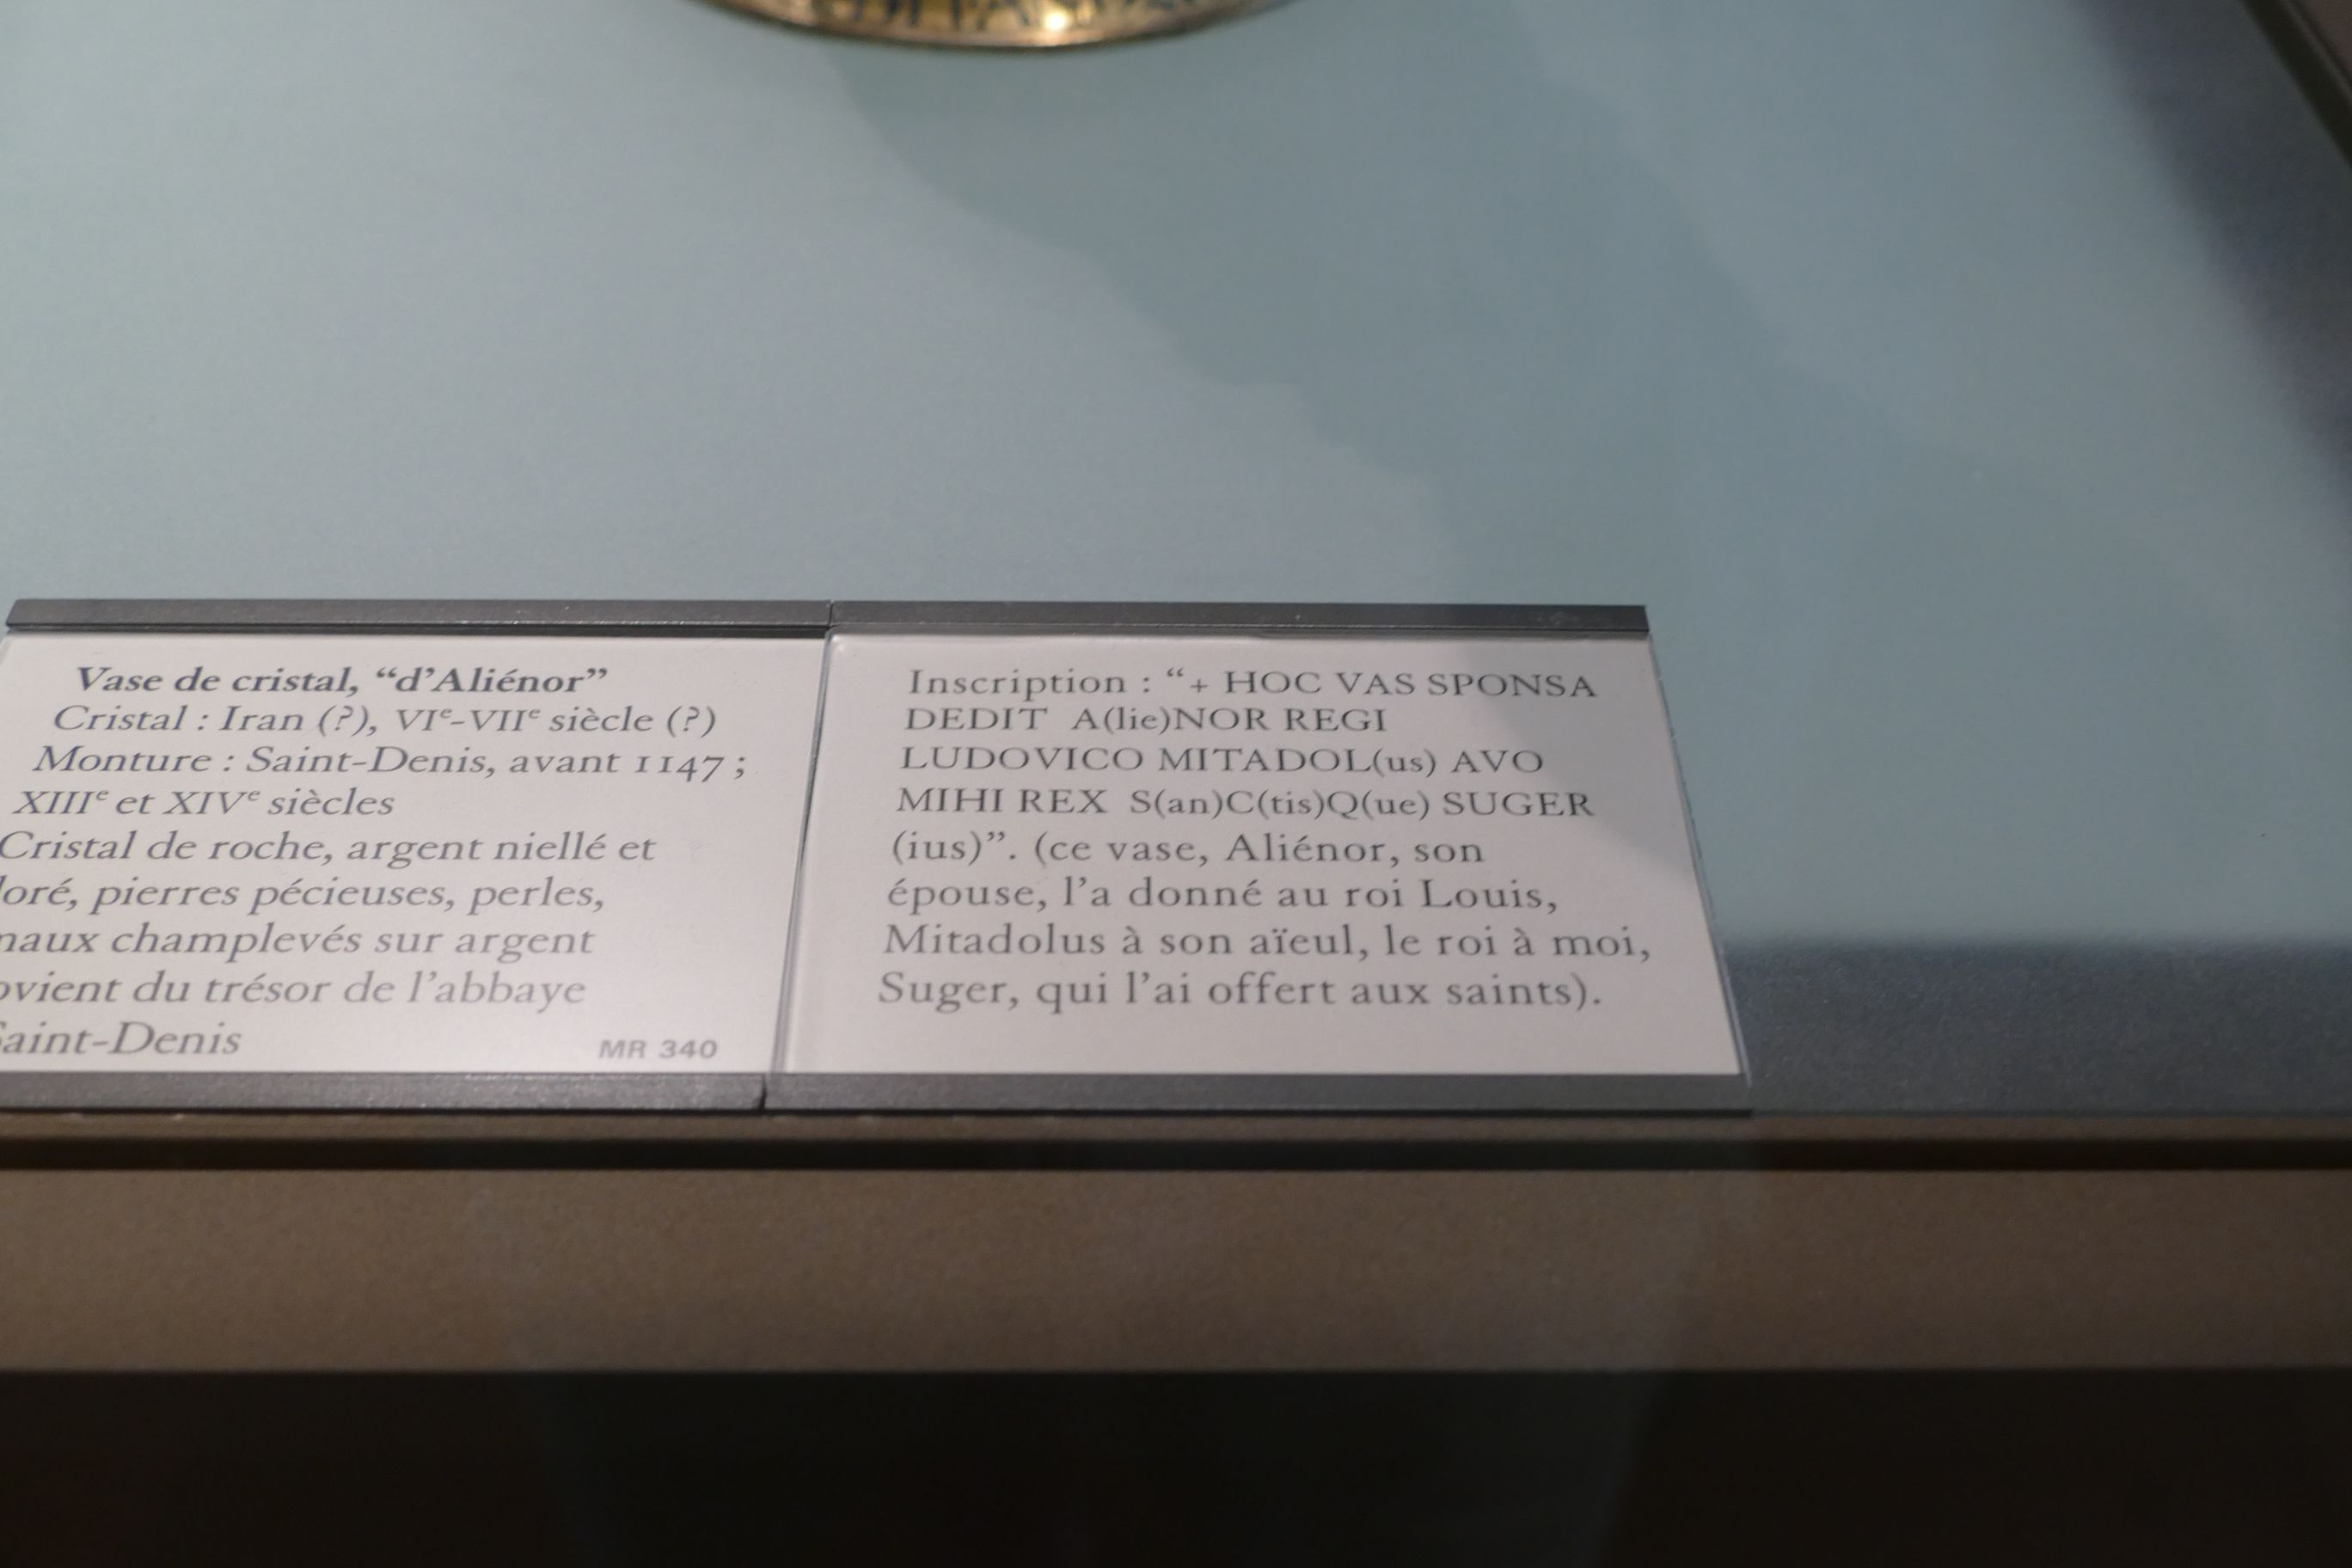 Vase de cristal, “d’Aliénor”
Cristal : Iran (?), VIe-VIIe siècle (?)
Monture : Saint-Denis, avant 1147 ;
XIIIe et XIVe siècles
Cristal de roche, argent niellé et
loré, pierres pécieuses, perles,
naux champlevés sur argent
ovient du trésor de l’abbaye
Saint-Denis
MR 340
Inscription : “+ HOC VAS SPONSA
DEDIT A(lie)NOR REGI
LUDOVICO MITADOL(us) AVO
MIHI REX S(an)C(tis)Q(ue) SUGER
(ius)”. (ce vase, Aliénor, son
épouse, l’a donné au roi Louis,
Mitadolus à son aïeul, le roi à moi,
Suger, qui l’ai offert aux saints).